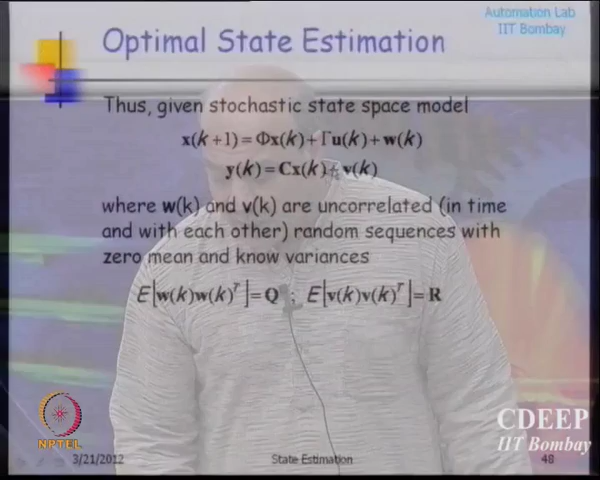 Automation Lab
IIT Bombay
Optimal State Estimation
Thus, given stochastic state space model
x(k+1) = Φx(k) + Γu(k) + w(k)
y(k) = Cx(k) + v(k)
where w(k) and v(k) are uncorrelated (in time
and with each other) random sequences with
zero mean and know variances
E[w(k)w(k)ᵀ] = Q ; E[v(k)v(k)ᵀ] = R
CDEEP
IIT Bombay
NPTEL
3/21/2012 State Estimation 48